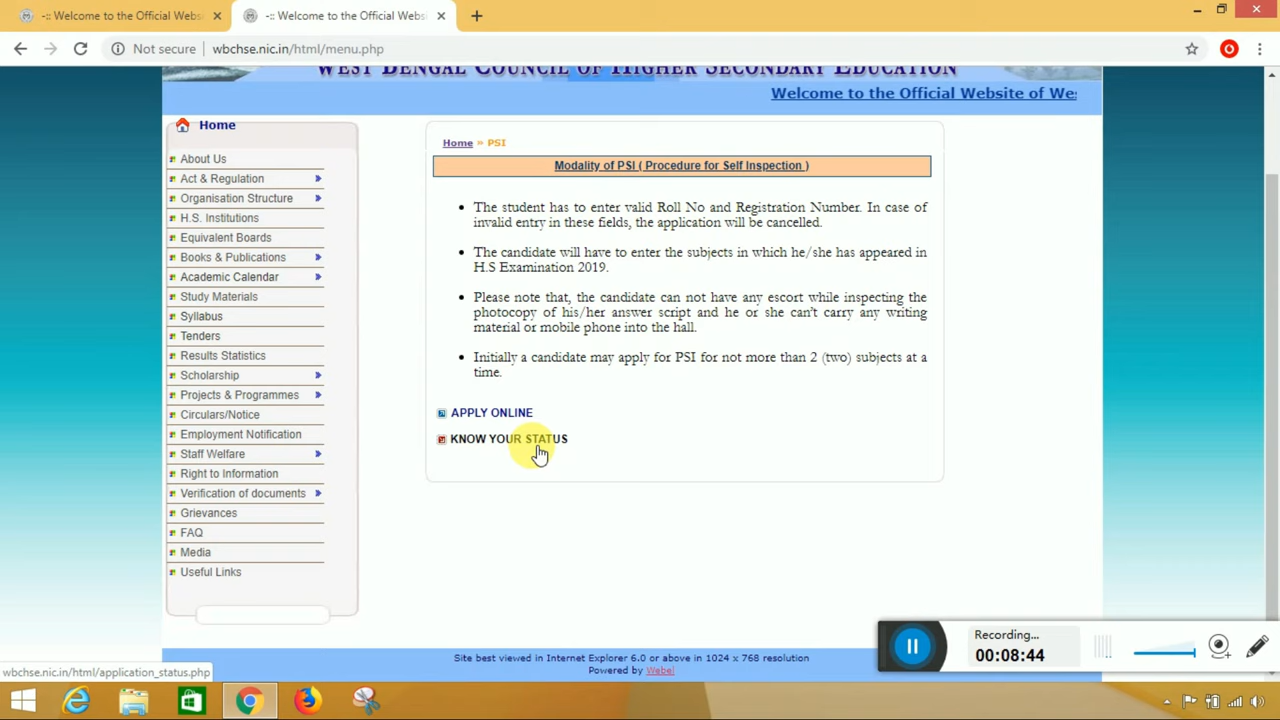 -:: Welcome to the Official Webs
-:: Welcome to the Official Webs
Not secure
wbchse.nic.in/html/menu.php
WEST BENGAL COUNCIL OF HIGHER SECONDARY EDUCATION
Welcome to the Official Website of We
Home
About Us
Act & Regulation
Organisation Structure
H.S. Institutions
Equivalent Boards
Books & Publications
Academic Calendar
Study Materials
Syllabus
Tenders
Results Statistics
Scholarship
Projects & Programmes
Circulars/Notice
Employment Notification
Staff Welfare
Right to Information
Verification of documents
Grievances
FAQ
Media
Useful Links
Home » PSI
Modality of PSI ( Procedure for Self Inspection )
• The student has to enter valid Roll No and Registration Number. In case of
invalid entry in these fields, the application will be cancelled.
• The candidate will have to enter the subjects in which he/she has appeared in
H.S Examination 2019.
• Please note that, the candidate can not have any escort while inspecting the
photocopy of his/her answer script and he or she can't carry any writing
material or mobile phone into the hall.
• Initially a candidate may apply for PSI for not more than 2 (two) subjects at a
time.
APPLY ONLINE
KNOW YOUR STATUS
Recording...
00:08:44
Site best viewed in Internet Explorer 6.0 or above in 1024 x 768 resolution
Powered by Webel
wbchse.nic.in/html/application_status.php